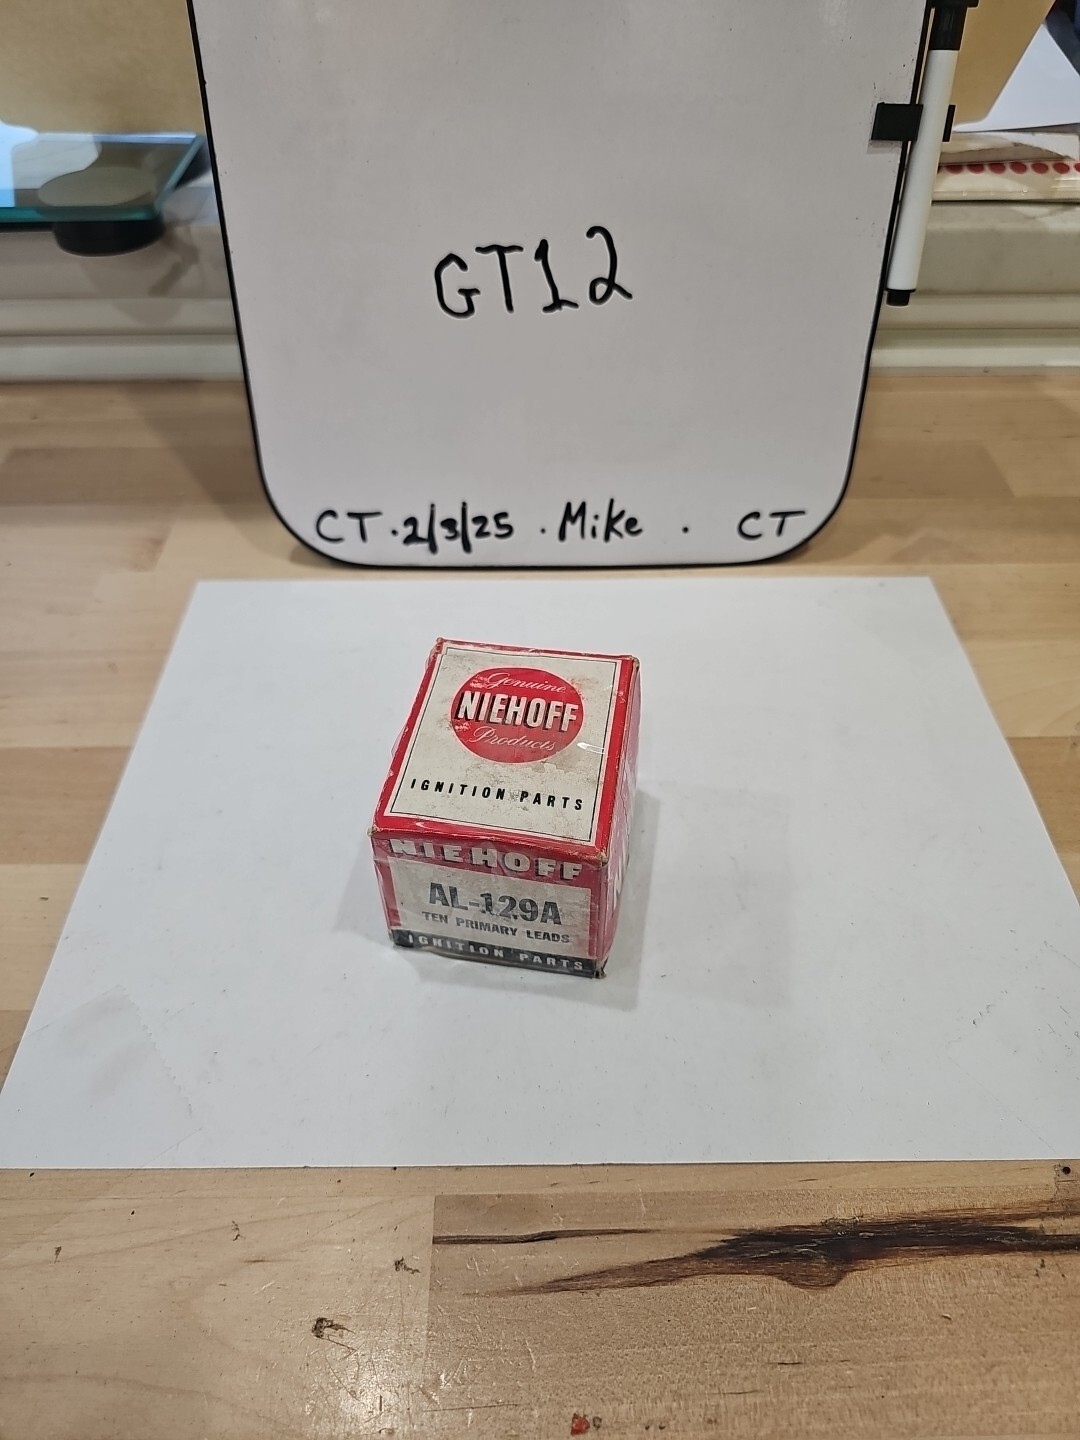 GT12
CT · 2/3/25 · Mike · CT
Genuine
NIEHOFF
Products
IGNITION PARTS
NIEHOFF
AL-129A
TEN PRIMARY LEADS
IGNITION PARTS